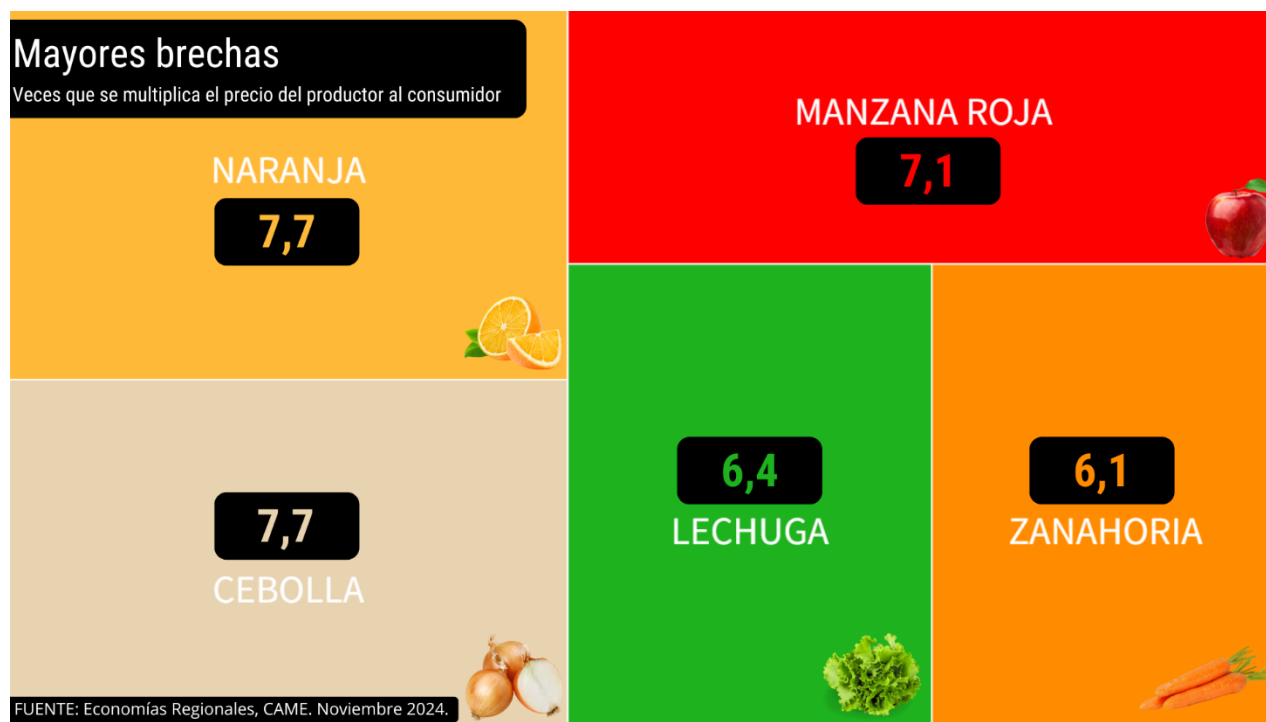 Mayores brechas
Veces que se multiplica el precio del productor al consumidor
NARANJA
7,7
MANZANA ROJA
7,1
7,7
CEBOLLA
6,4
LECHUGA
6,1
ZANAHORIA
FUENTE: Economías Regionales, CAME. Noviembre 2024.